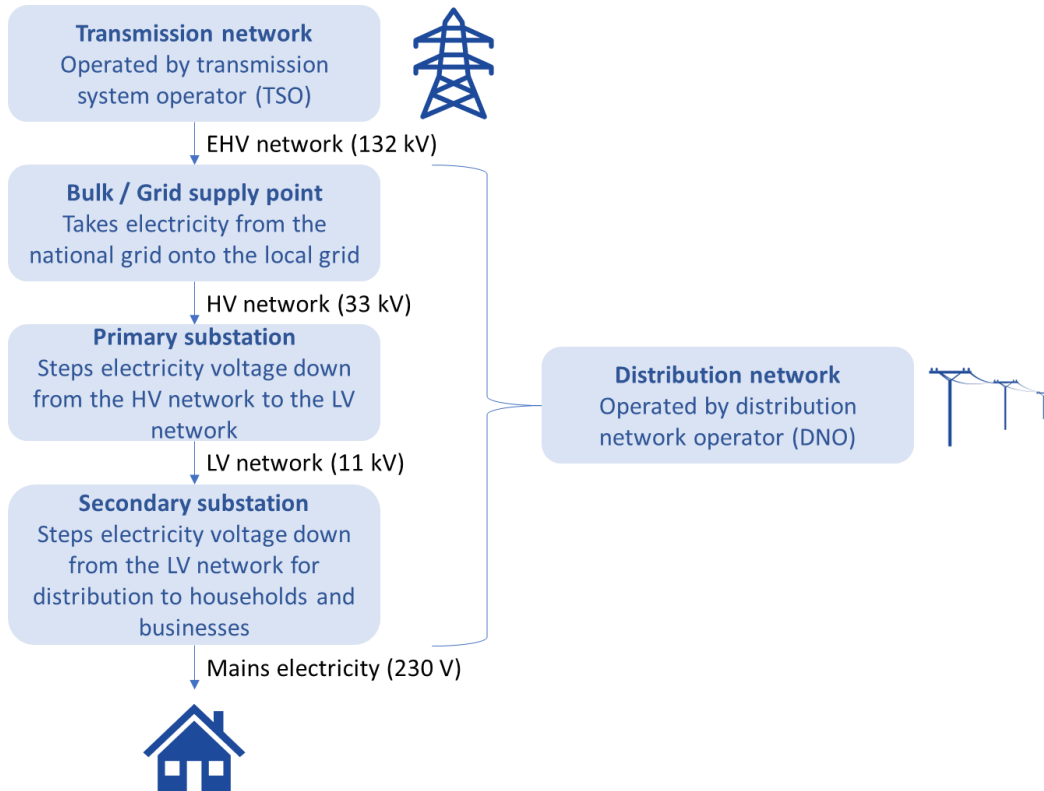 Transmission network
Operated by transmission
system operator (TSO)
EHV network (132 kV)
Bulk / Grid supply point
Takes electricity from the
national grid onto the local grid
HV network (33 kV)
Primary substation
Steps electricity voltage down
from the HV network to the LV
network
LV network (11 kV)
Secondary substation
Steps electricity voltage down
from the LV network for
distribution to households and
businesses
Mains electricity (230 V)
Distribution network
Operated by distribution
network operator (DNO)